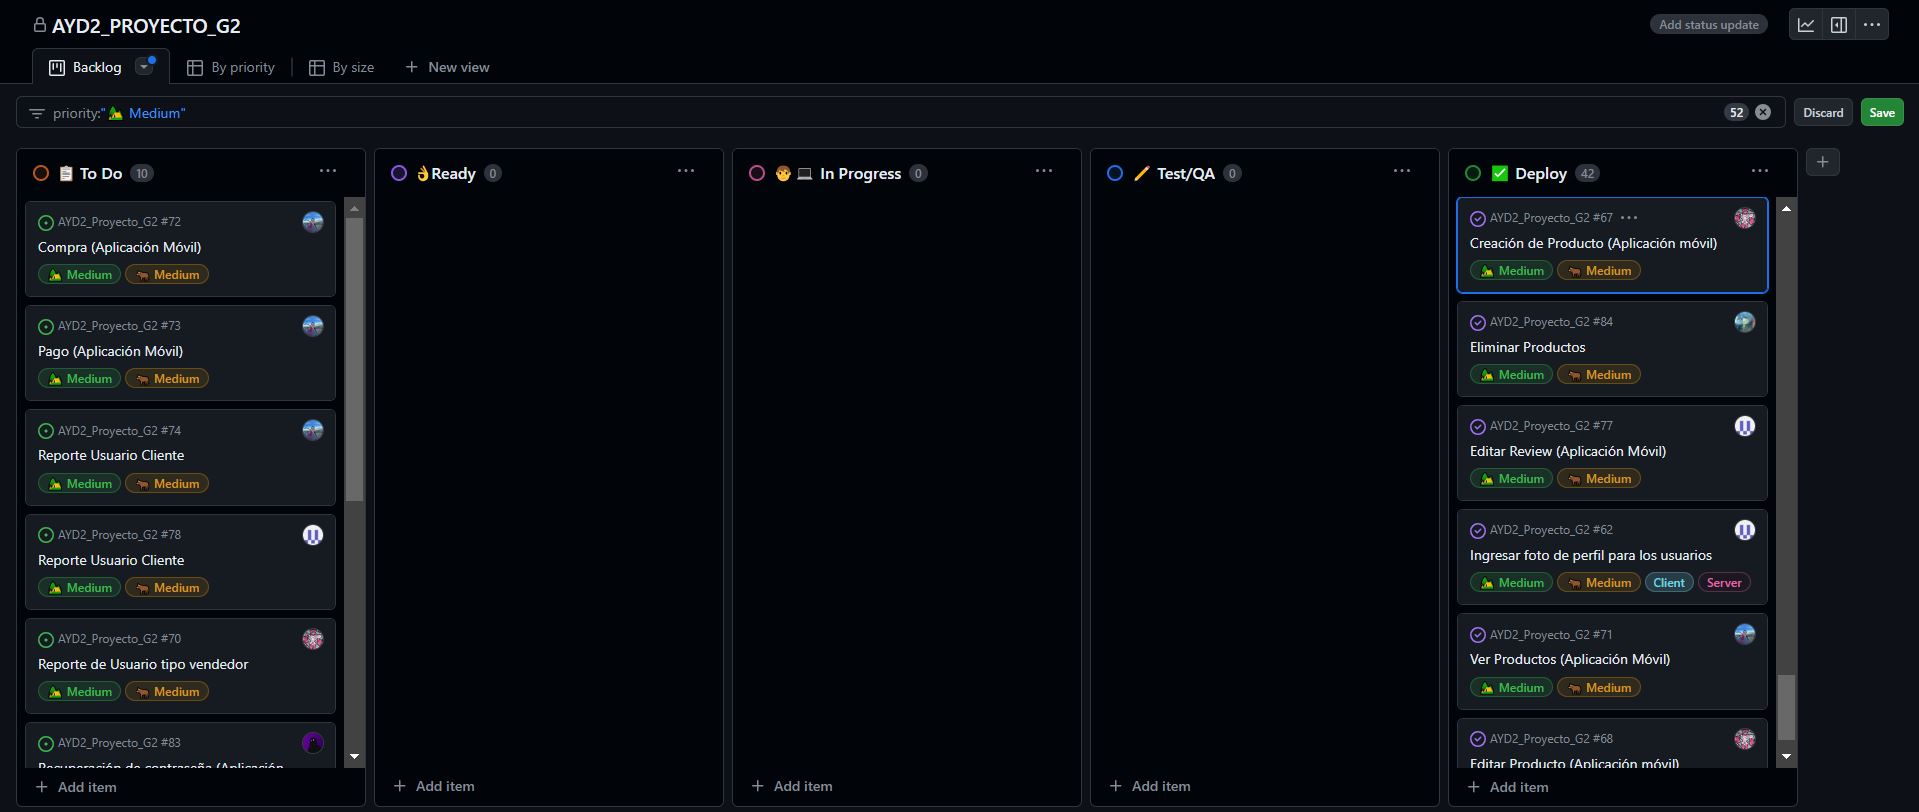 AYD2_PROYECTO_G2
Add status update
Backlog
By priority
By size
New view
priority:" Medium"
52
Discard
Save
To Do 10
AYD2_Proyecto_G2 #72
Compra (Aplicación Móvil)
Medium Medium
AYD2_Proyecto_G2 #73
Pago (Aplicación Móvil)
Medium Medium
AYD2_Proyecto_G2 #74
Reporte Usuario Cliente
Medium Medium
AYD2_Proyecto_G2 #78
Reporte Usuario Cliente
Medium Medium
AYD2_Proyecto_G2 #70
Reporte de Usuario tipo vendedor
Medium Medium
AYD2_Proyecto_G2 #83
Recuperación de contraseña (Aplicación
Add item
Ready 0
Add item
In Progress 0
Add item
Test/QA 0
Add item
Deploy 42
AYD2_Proyecto_G2 #67
Creación de Producto (Aplicación móvil)
Medium Medium
AYD2_Proyecto_G2 #84
Eliminar Productos
Medium Medium
AYD2_Proyecto_G2 #77
Editar Review (Aplicación Móvil)
Medium Medium
AYD2_Proyecto_G2 #62
Ingresar foto de perfil para los usuarios
Medium Medium Client Server
AYD2_Proyecto_G2 #71
Ver Productos (Aplicación Móvil)
Medium Medium
AYD2_Proyecto_G2 #68
Editar Producto (Aplicación móvil)
Add item